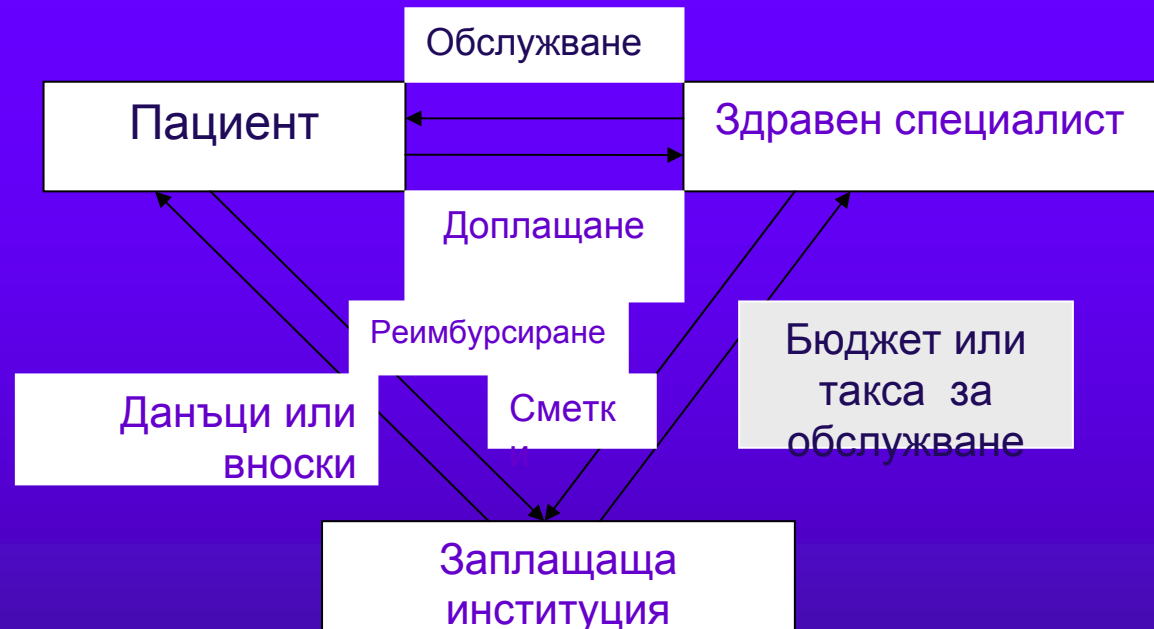 Обслужване
Пациент
Здравен специалист
Доплащане
Реимбурсиране
Бюджет или
такса за
обслужване
Данъци или
вноски
Сметк
и
Заплащаща
институция